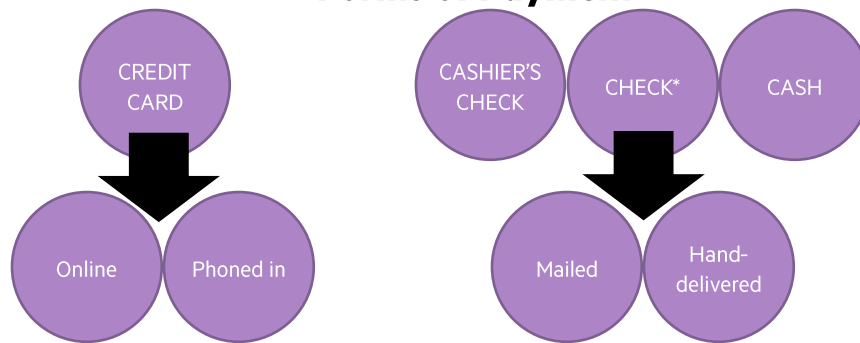 CREDIT
CARD
CASHIER'S
CHECK
CHECK*
CASH
Online
Phoned in
Mailed
Hand-
delivered